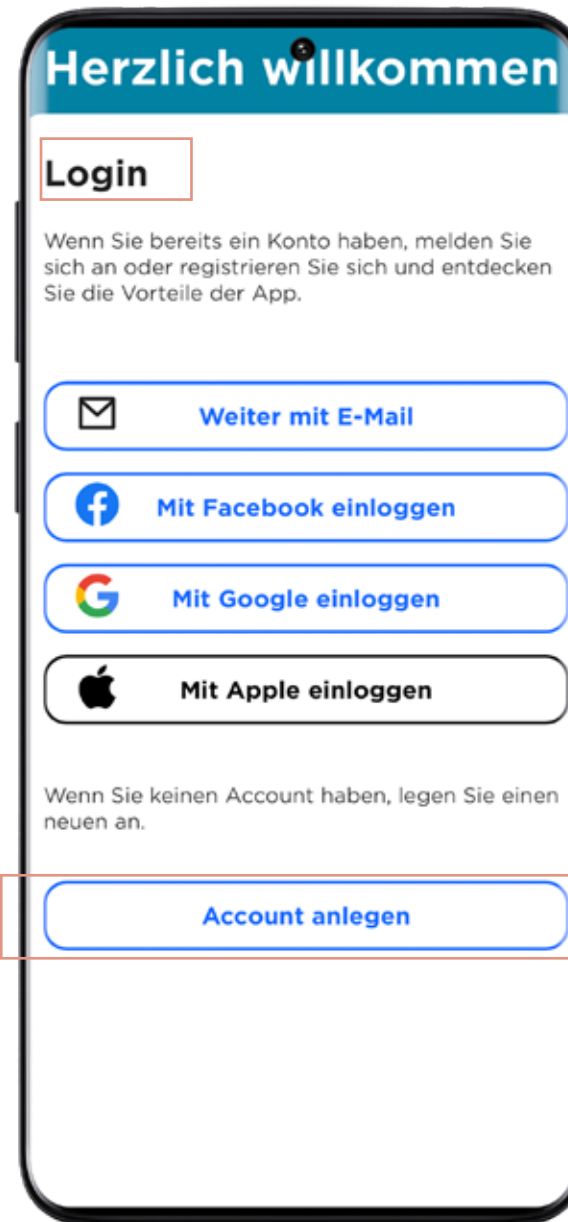 Herzlich willkommen
Login
Wenn Sie bereits ein Konto haben, melden Sie
sich an oder registrieren Sie sich und entdecken
Sie die Vorteile der App.
Weiter mit E-Mail
Mit Facebook einloggen
Mit Google einloggen
Mit Apple einloggen
Wenn Sie keinen Account haben, legen Sie einen
neuen an.
Account anlegen